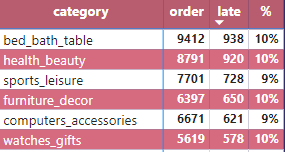 category order late %
bed_bath_table 9412 938 10%
health_beauty 8791 920 10%
sports_leisure 7701 728 9%
furniture_decor 6397 650 10%
computers_accessories 6671 621 9%
watches_gifts 5619 578 10%